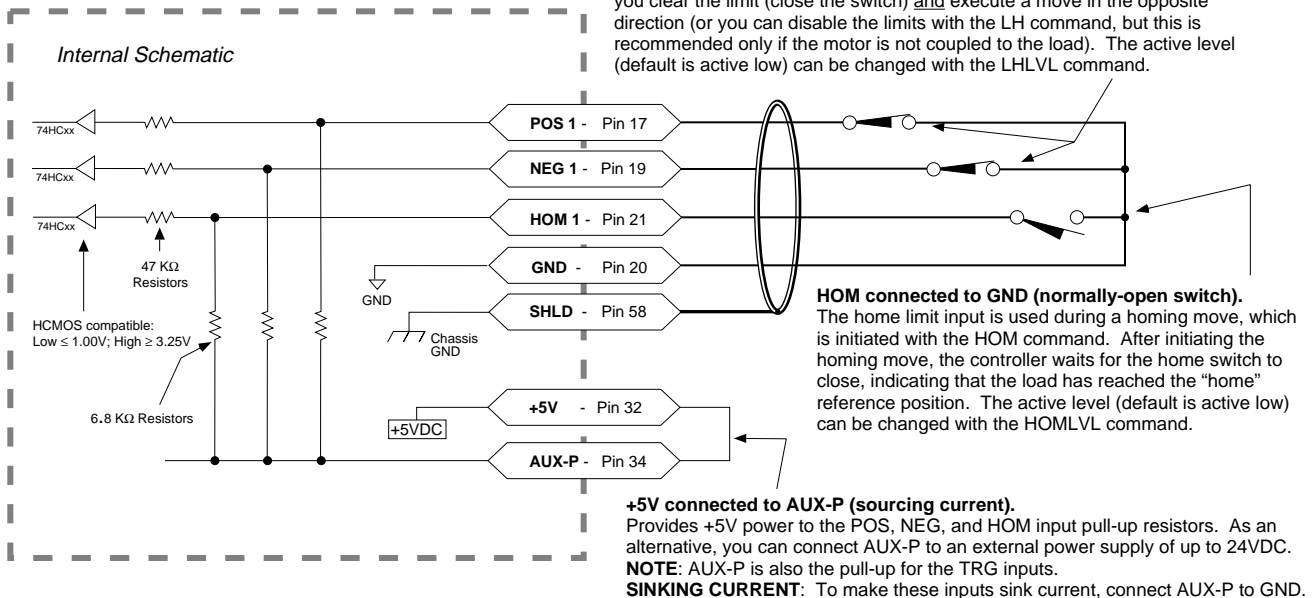 you clear the limit (close the switch) and execute a move in the opposite
direction (or you can disable the limits with the LH command, but this is
recommended only if the motor is not coupled to the load). The active level
(default is active low) can be changed with the LHLVL command.
Internal Schematic
74HCxx
POS 1 - Pin 17
74HCxx
NEG 1 - Pin 19
74HCxx
HOM 1 - Pin 21
47 KΩ
Resistors
GND - Pin 20
GND
SHLD - Pin 58
Chassis
GND
HCMOS compatible:
Low ≤ 1.00V; High ≥ 3.25V
6.8 KΩ Resistors
+5V - Pin 32
+5VDC
AUX-P - Pin 34
HOM connected to GND (normally-open switch).
The home limit input is used during a homing move, which
is initiated with the HOM command. After initiating the
homing move, the controller waits for the home switch to
close, indicating that the load has reached the “home”
reference position. The active level (default is active low)
can be changed with the HOMLVL command.
+5V connected to AUX-P (sourcing current).
Provides +5V power to the POS, NEG, and HOM input pull-up resistors. As an
alternative, you can connect AUX-P to an external power supply of up to 24VDC.
NOTE: AUX-P is also the pull-up for the TRG inputs.
SINKING CURRENT: To make these inputs sink current, connect AUX-P to GND.